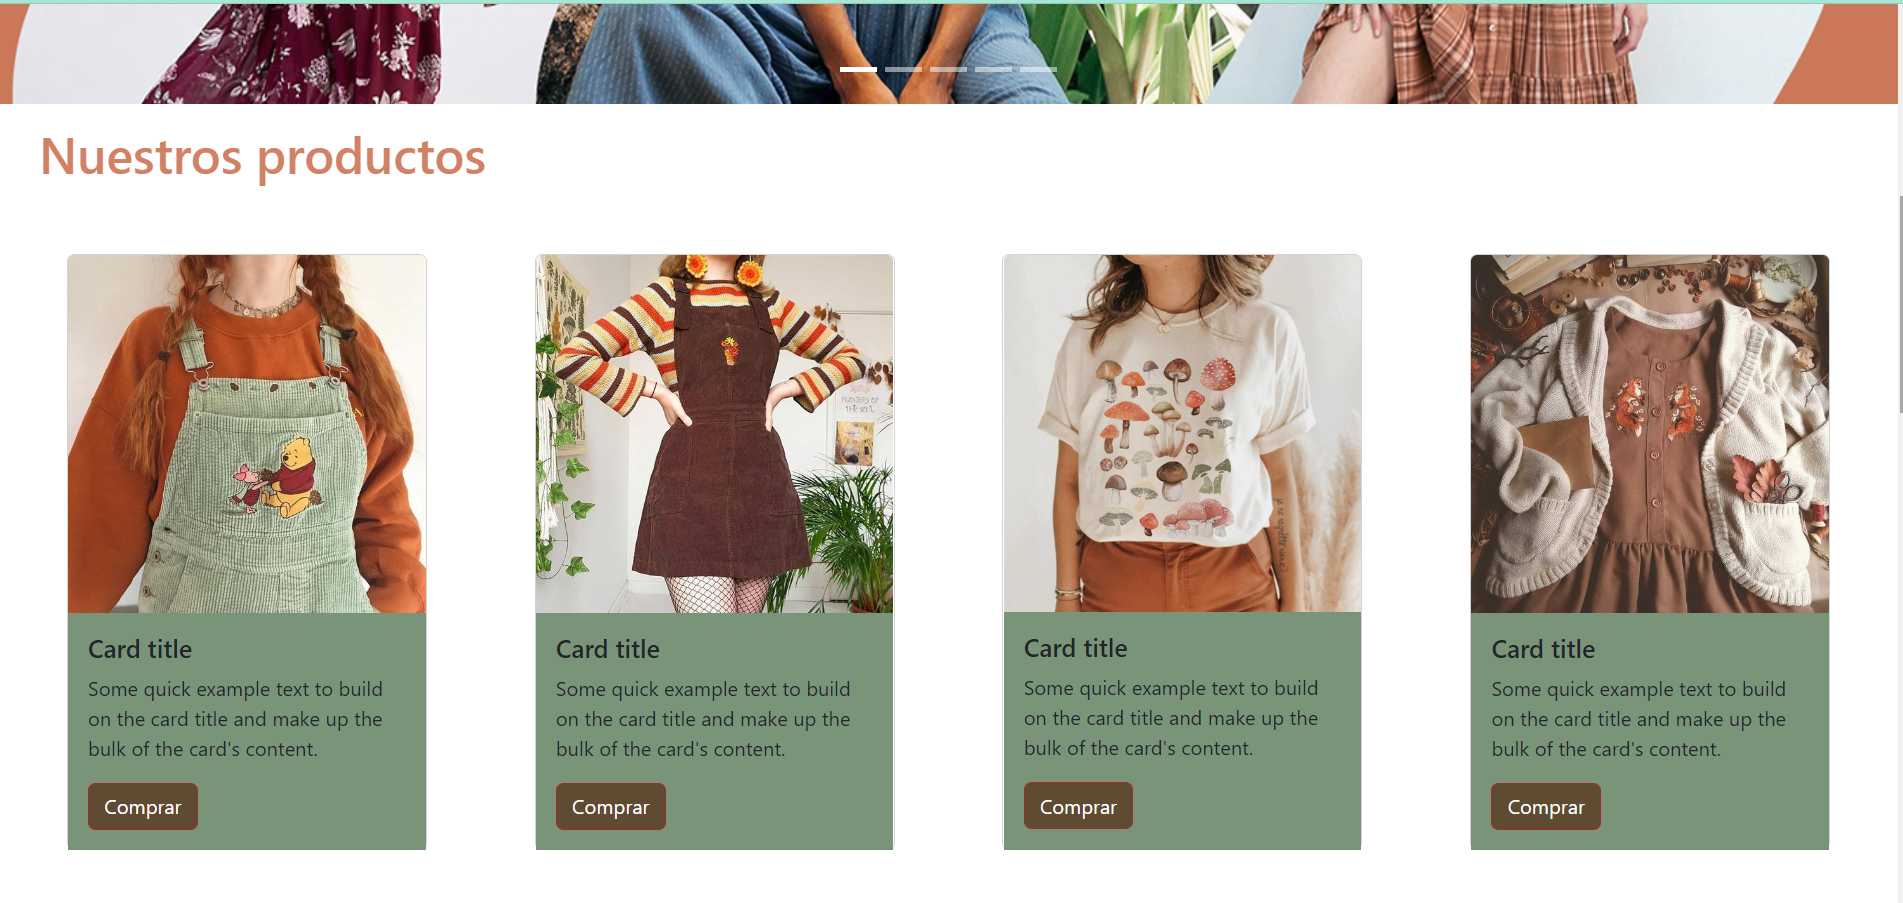 Nuestros productos
Card title
Some quick example text to build
on the card title and make up the
bulk of the card's content.
Comprar
Card title
Some quick example text to build
on the card title and make up the
bulk of the card's content.
Comprar
Card title
Some quick example text to build
on the card title and make up the
bulk of the card's content.
Comprar
Card title
Some quick example text to build
on the card title and make up the
bulk of the card's content.
Comprar